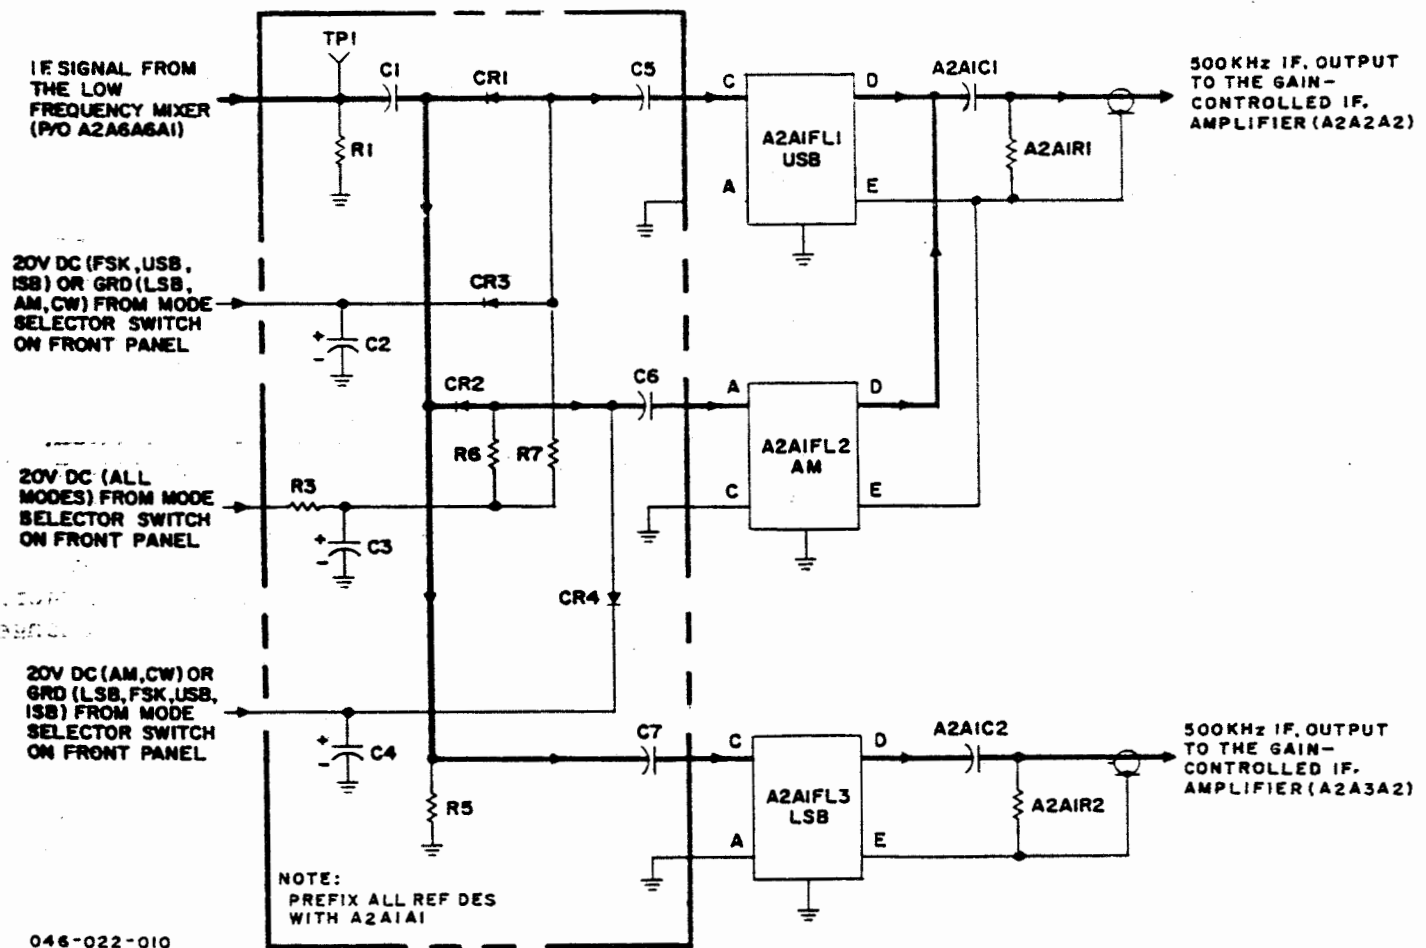 TP1
I.F. SIGNAL FROM
THE LOW
FREQUENCY MIXER
(P/O A2A6A6A1)
C1
CR1
C5
R1
C
D
A2A1FL1
USB
A
E
A2A1C1
A2A1R1
500KHz IF. OUTPUT
TO THE GAIN-
CONTROLLED IF.
AMPLIFIER (A2A2A2)
20V DC (FSK, USB,
ISB) OR GRD (LSB,
AM, CW) FROM MODE
SELECTOR SWITCH
ON FRONT PANEL
CR3
C2
CR2
C6
R6
R7
A
D
A2A1FL2
AM
C
E
20V DC (ALL
MODES) FROM MODE
SELECTOR SWITCH
ON FRONT PANEL
R3
C3
CR4
20V DC (AM, CW) OR
GRD (LSB, FSK, USB,
ISB) FROM MODE
SELECTOR SWITCH
ON FRONT PANEL
C4
C7
R5
C
D
A2A1FL3
LSB
A
E
A2A1C2
A2A1R2
500KHz IF. OUTPUT
TO THE GAIN-
CONTROLLED IF.
AMPLIFIER (A2A3A2)
NOTE:
PREFIX ALL REF DES
WITH A2A1A1
046-022-010